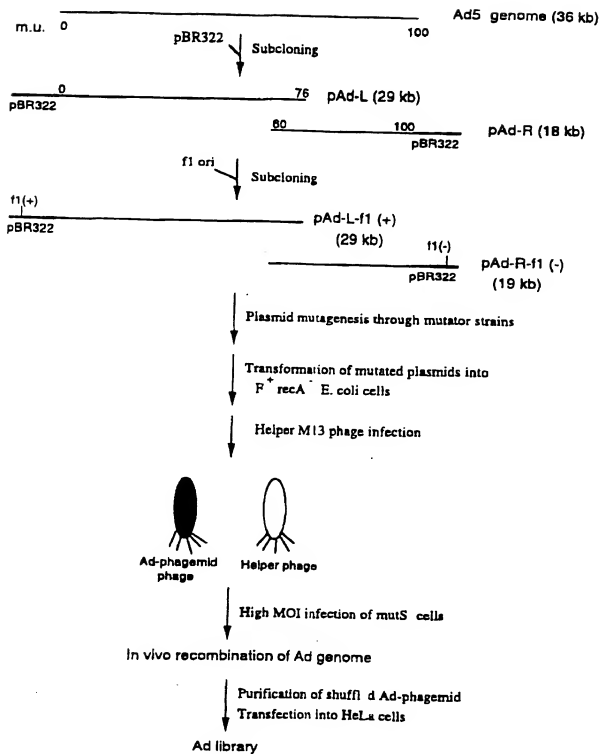 Ad5 genome (36 kb)
m.u. 0 100
pBR322 Subcloning
0 76 pAd-L (29 kb)
pBR322
60 100 pAd-R (18 kb)
pBR322
f1 ori Subcloning
f1(+)
pBR322
pAd-L-f1 (+)
(29 kb)
f1(-)
pBR322
pAd-R-f1 (-)
(19 kb)
Plasmid mutagenesis through mutator strains
Transformation of mutated plasmids into
F+ recA- E. coli cells
Helper M13 phage infection
Ad-phagemid
phage
Helper phage
High MOI infection of mutS cells
In vivo recombination of Ad genome
Purification of shuffl d Ad-phagemid
Transfection into HeLa cells
Ad library